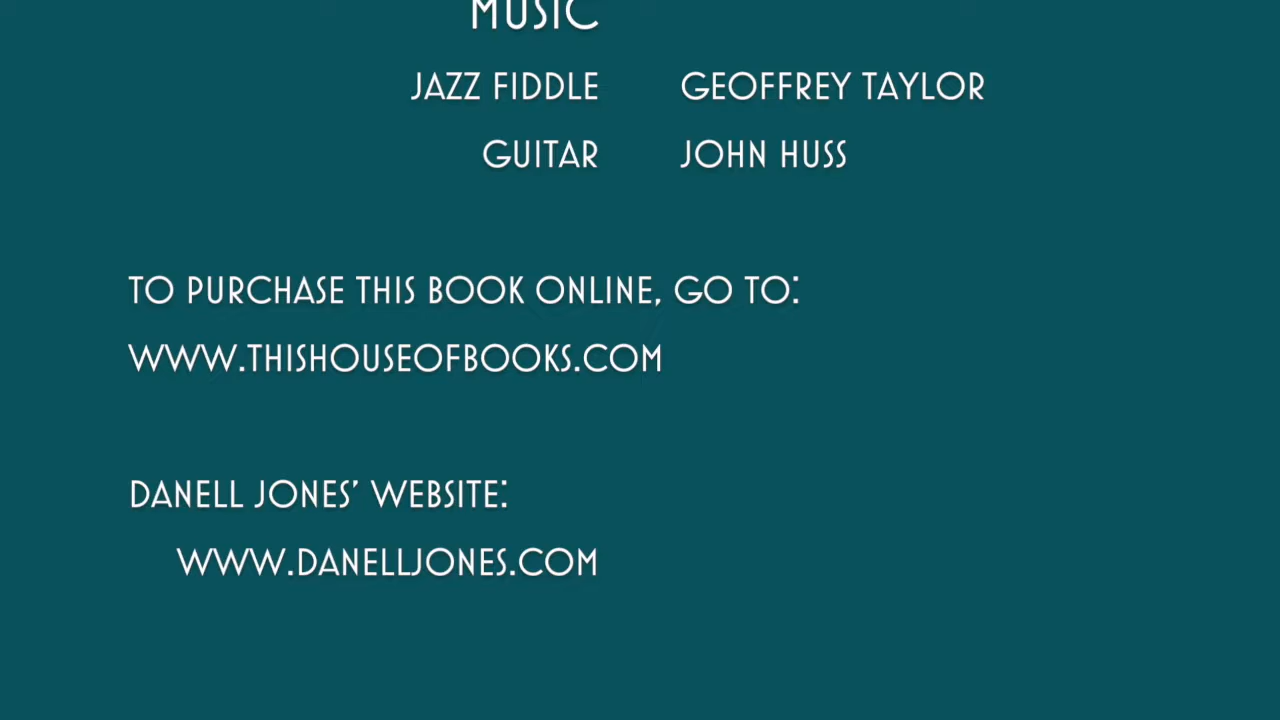 MUSIC
JAZZ FIDDLE GEOFFREY TAYLOR
GUITAR JOHN HUSS
TO PURCHASE THIS BOOK ONLINE, GO TO:
WWW.THISHOUSEOFBOOKS.COM
DANELL JONES' WEBSITE:
WWW.DANELLJONES.COM